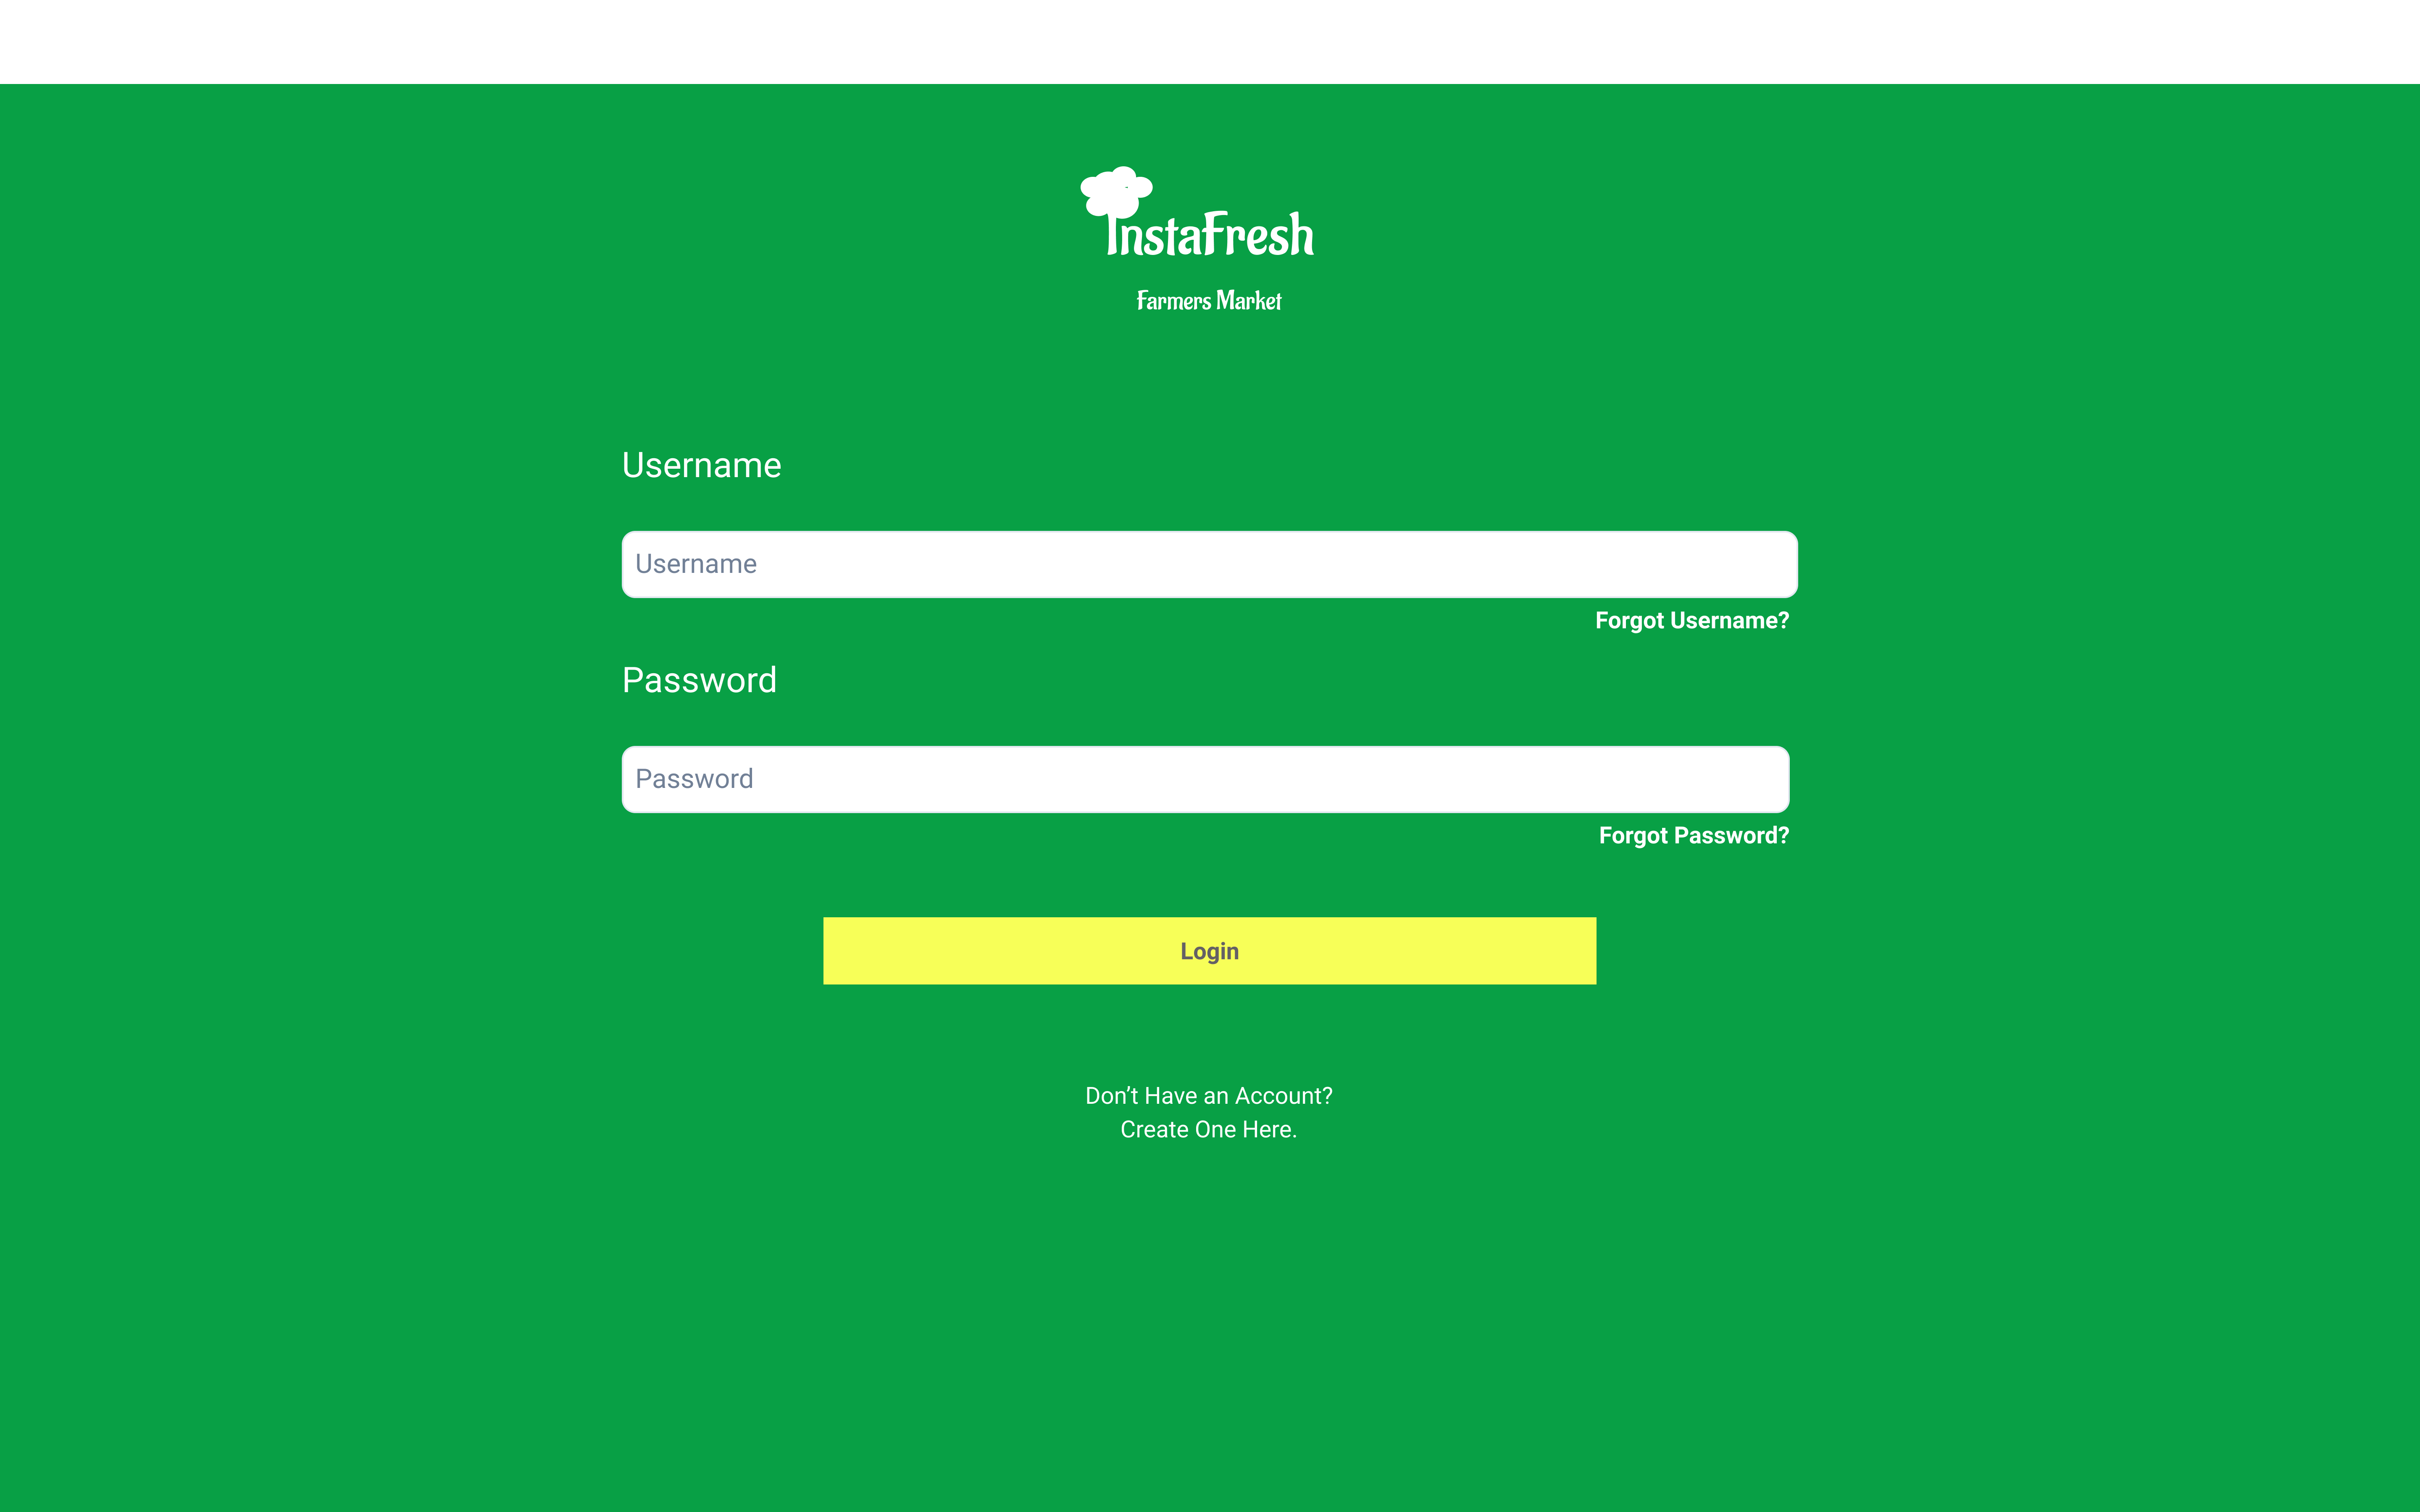 InstaFresh
Farmers Market
Username
Username
Forgot Username?
Password
Password
Forgot Password?
Login
Don’t Have an Account?
Create One Here.